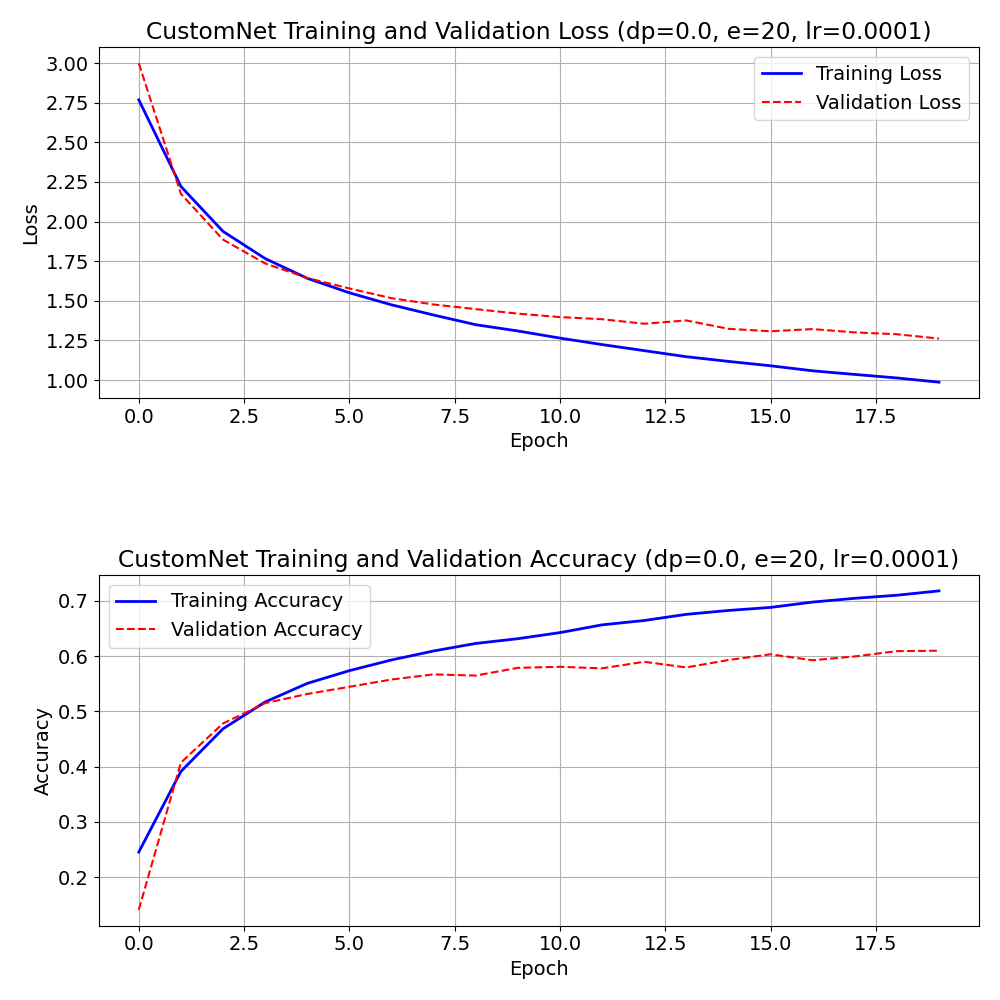 CustomNet Training and Validation Loss (dp=0.0, e=20, lr=0.0001)
3.00
2.75
2.50
2.25
2.00
1.75
1.50
1.25
1.00
Loss
Training Loss
Validation Loss
0.0 2.5 5.0 7.5 10.0 12.5 15.0 17.5
Epoch
CustomNet Training and Validation Accuracy (dp=0.0, e=20, lr=0.0001)
0.7
0.6
0.5
0.4
0.3
0.2
Accuracy
Training Accuracy
Validation Accuracy
0.0 2.5 5.0 7.5 10.0 12.5 15.0 17.5
Epoch